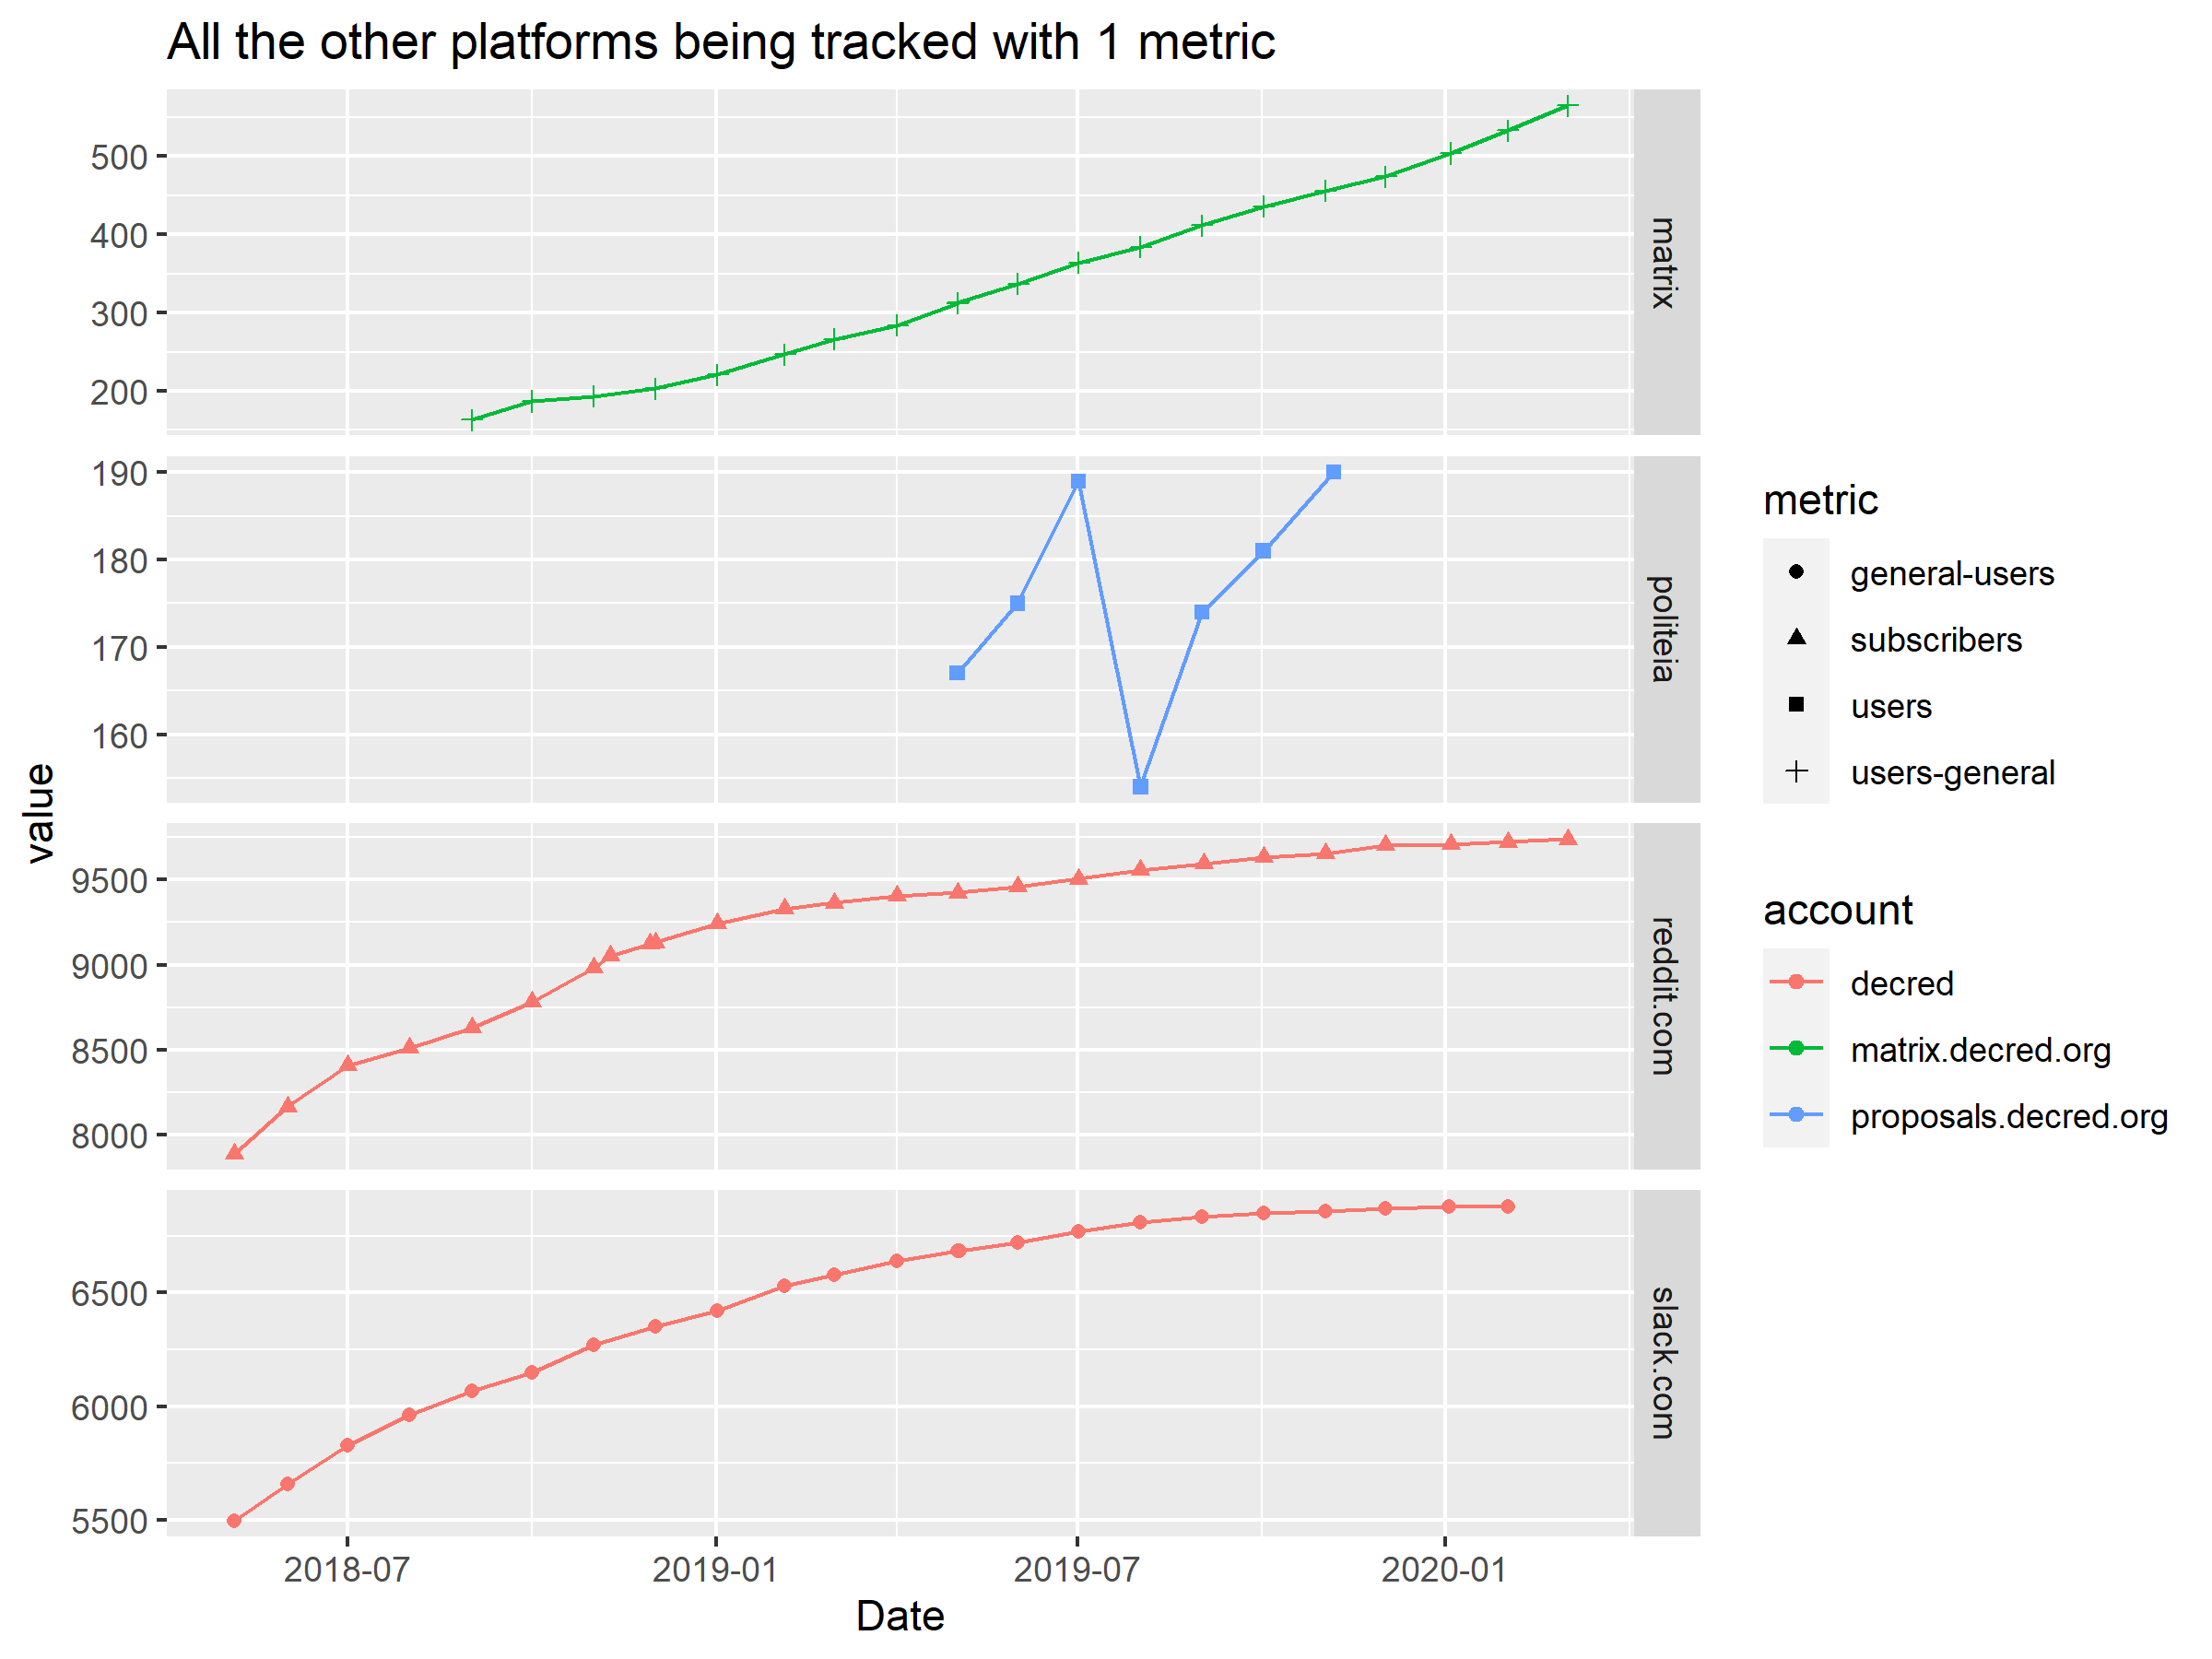 All the other platforms being tracked with 1 metric
500
400
300
200
matrix
190
180
170
160
politeia
9500
9000
8500
8000
reddit.com
6500
6000
5500
slack.com
2018-07
2019-01
2019-07
2020-01
Date
value
metric
general-users
subscribers
users
users-general
account
decred
matrix.decred.org
proposals.decred.org